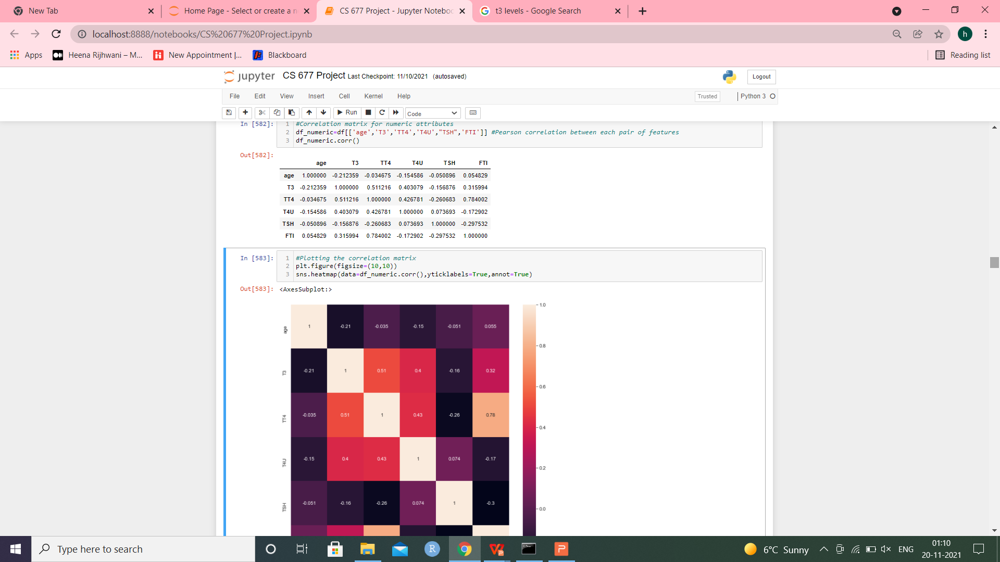 New Tab
Home Page - Select or create a n
CS 677 Project - Jupyter Noteboo
t3 levels - Google Search
localhost:8888/notebooks/CS%20677%20Project.ipynb
h
Apps
Heena Rijhwani – M...
New Appointment |...
Blackboard
Reading list
jupyter CS 677 Project Last Checkpoint: 11/10/2021 (autosaved)
Logout
File Edit View Insert Cell Kernel Help
Trusted
Python 3
Run
Code
In [582]:
1 #Correlation matrix for numeric attributes
2 df_numeric=df[['age','T3','TT4','T4U',"TSH",'FTI']] #Pearson correlation between each pair of features
3 df_numeric.corr()
Out[582]:
age T3 TT4 T4U TSH FTI
age 1.000000 -0.212359 -0.034675 -0.154586 -0.050896 0.054829
T3 -0.212359 1.000000 0.511216 0.403079 -0.156876 0.315994
TT4 -0.034675 0.511216 1.000000 0.426781 -0.260683 0.784002
T4U -0.154586 0.403079 0.426781 1.000000 0.073693 -0.172902
TSH -0.050896 -0.156876 -0.260683 0.073693 1.000000 -0.297532
FTI 0.054829 0.315994 0.784002 -0.172902 -0.297532 1.000000
In [583]:
1 #Plotting the correlation matrix
2 plt.figure(figsize=(10,10))
3 sns.heatmap(data=df_numeric.corr(),yticklabels=True,annot=True)
Out[583]: <AxesSubplot:>
age 1 -0.21 -0.035 -0.15 -0.051 0.055
T3 -0.21 1 0.51 0.4 -0.16 0.32
TT4 -0.035 0.51 1 0.43 -0.26 0.78
T4U -0.15 0.4 0.43 1 0.074 -0.17
TSH -0.051 -0.16 -0.26 0.074 1 -0.3
1.0
0.8
0.6
0.4
0.2
0.0
Type here to search
R
P
6°C Sunny
ENG
01:10
20-11-2021